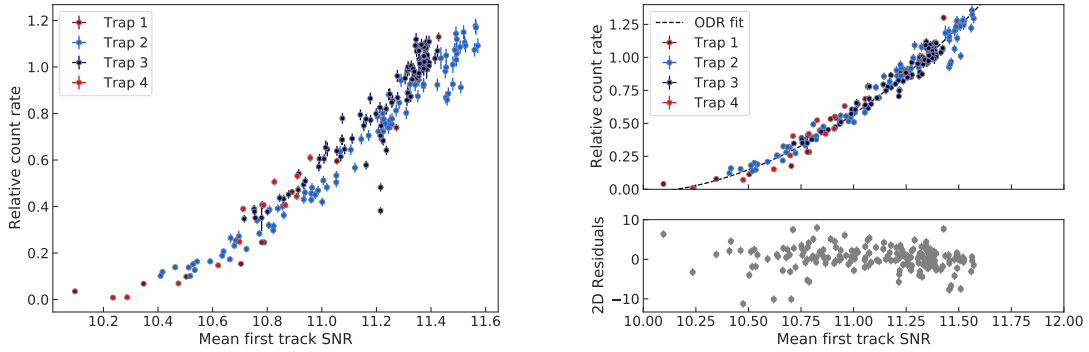 1.2
1.0
0.8
0.6
0.4
0.2
0.0
Relative count rate
Trap 1
Trap 2
Trap 3
Trap 4
10.2 10.4 10.6 10.8 11.0 11.2 11.4 11.6
Mean first track SNR
1.25
1.00
0.75
0.50
0.25
0.00
Relative count rate
ODR fit
Trap 1
Trap 2
Trap 3
Trap 4
10
0
−10
2D Residuals
10.00 10.25 10.50 10.75 11.00 11.25 11.50 11.75 12.00
Mean first track SNR